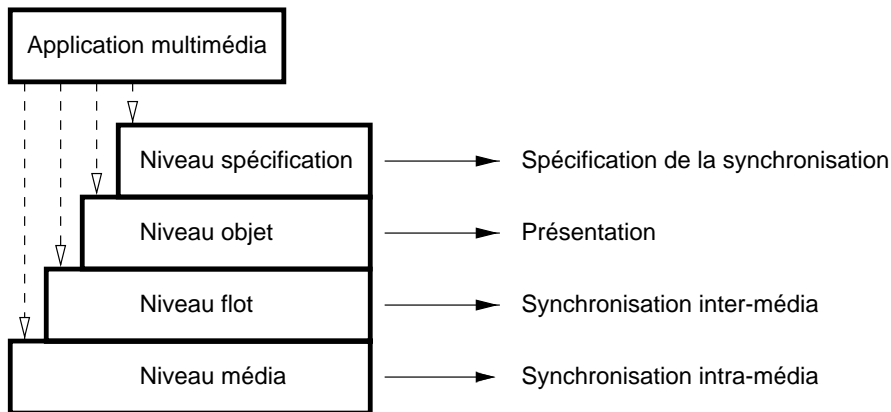 Application multimédia
Niveau spécification
Spécification de la synchronisation
Niveau objet
Présentation
Niveau flot
Synchronisation inter-média
Niveau média
Synchronisation intra-média